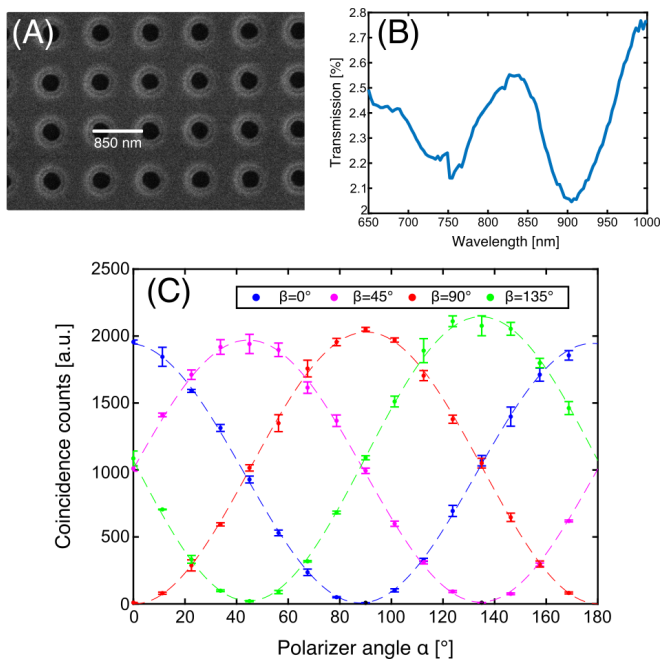 (A)
850 nm
(B)
Transmission [%]
2.8
2.7
2.6
2.5
2.4
2.3
2.2
2.1
2
650 700 750 800 850 900 950 1000
Wavelength [nm]
(C)
β=0° β=45° β=90° β=135°
Coincidence counts [a.u.]
2500
2000
1500
1000
500
0
0 20 40 60 80 100 120 140 160 180
Polarizer angle α [°]